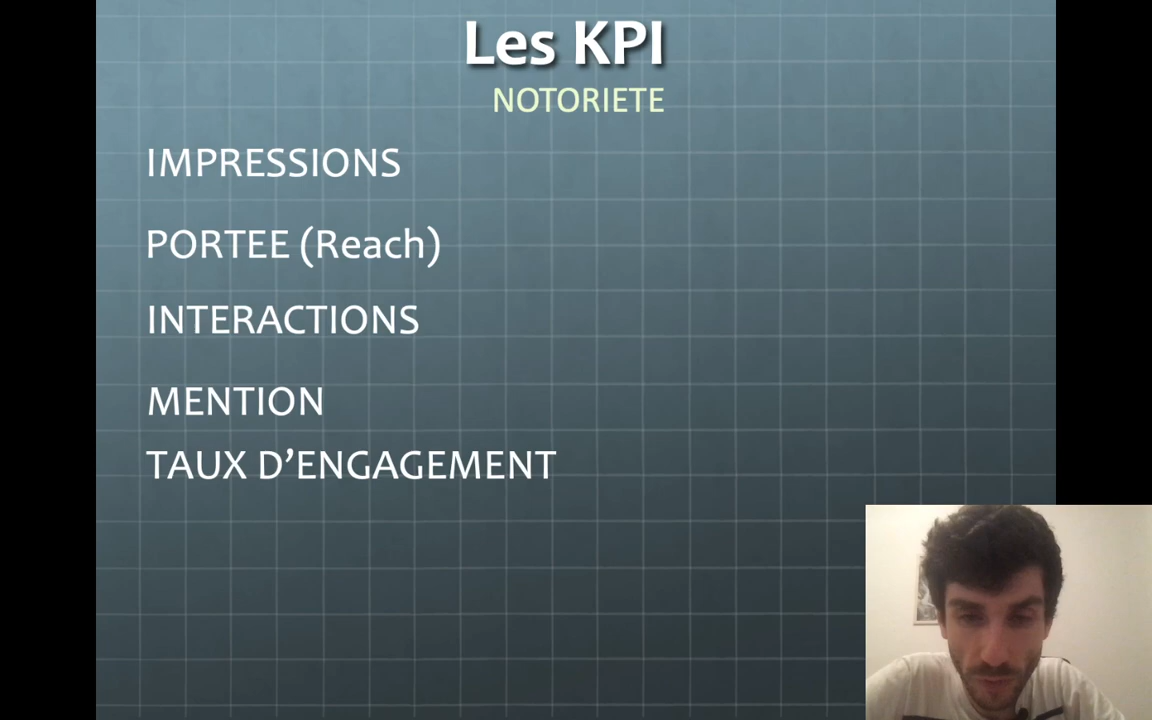 Les KPI
NOTORIETE
IMPRESSIONS
PORTEE (Reach)
INTERACTIONS
MENTION
TAUX D’ENGAGEMENT